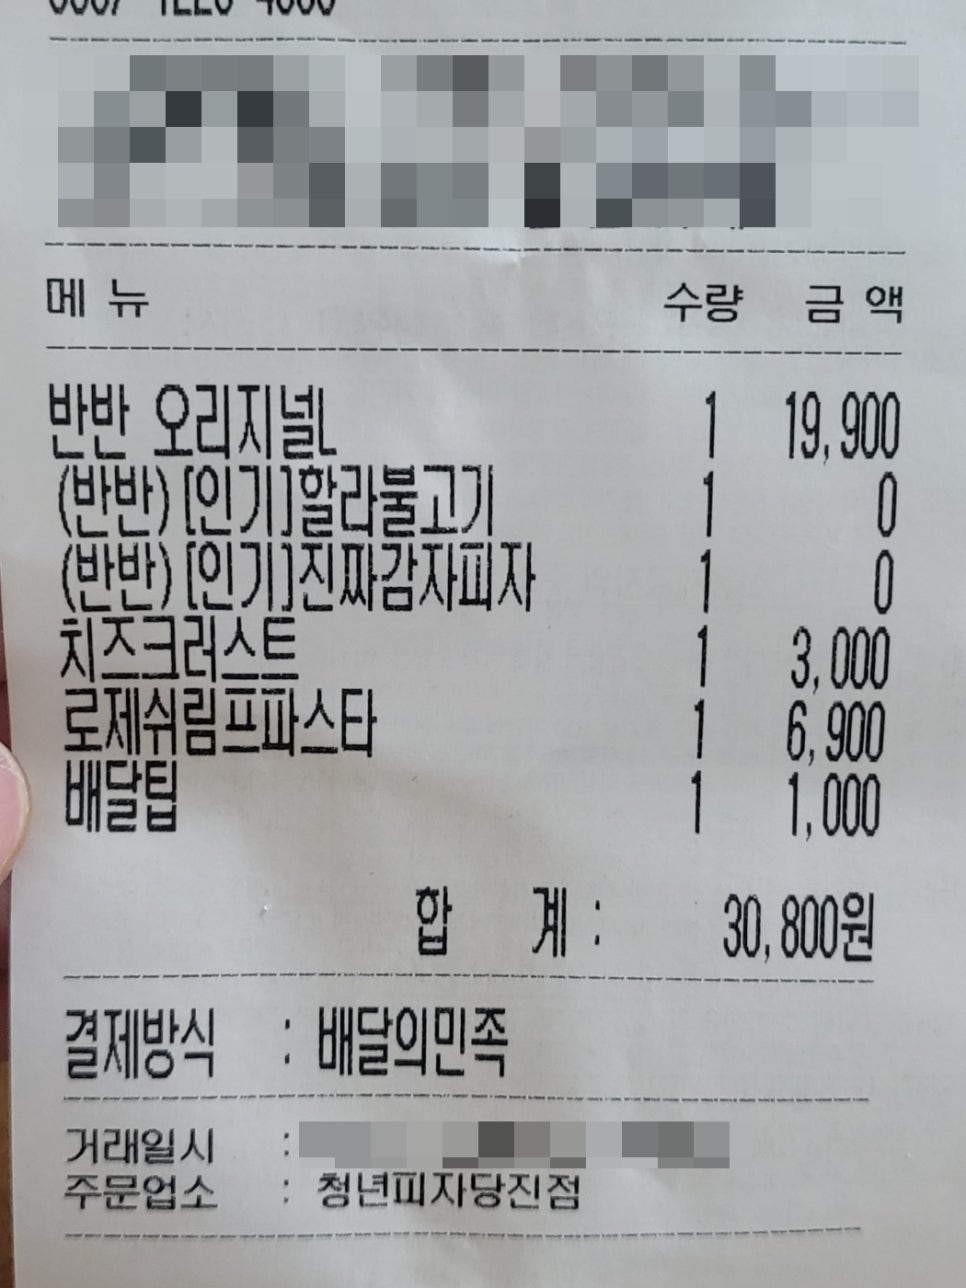 메 뉴 수량 금 액
반반 오리지널L 1 19,900
(반반)[인기]할라불고기 1 0
(반반)[인기]진짜감자피자 1 0
치즈크러스트 1 3,000
로제쉬림프파스타 1 6,900
배달팁 1 1,000
합 계 : 30,800원
결제방식 : 배달의민족
거래일시 :
주문업소 : 청년피자당진점